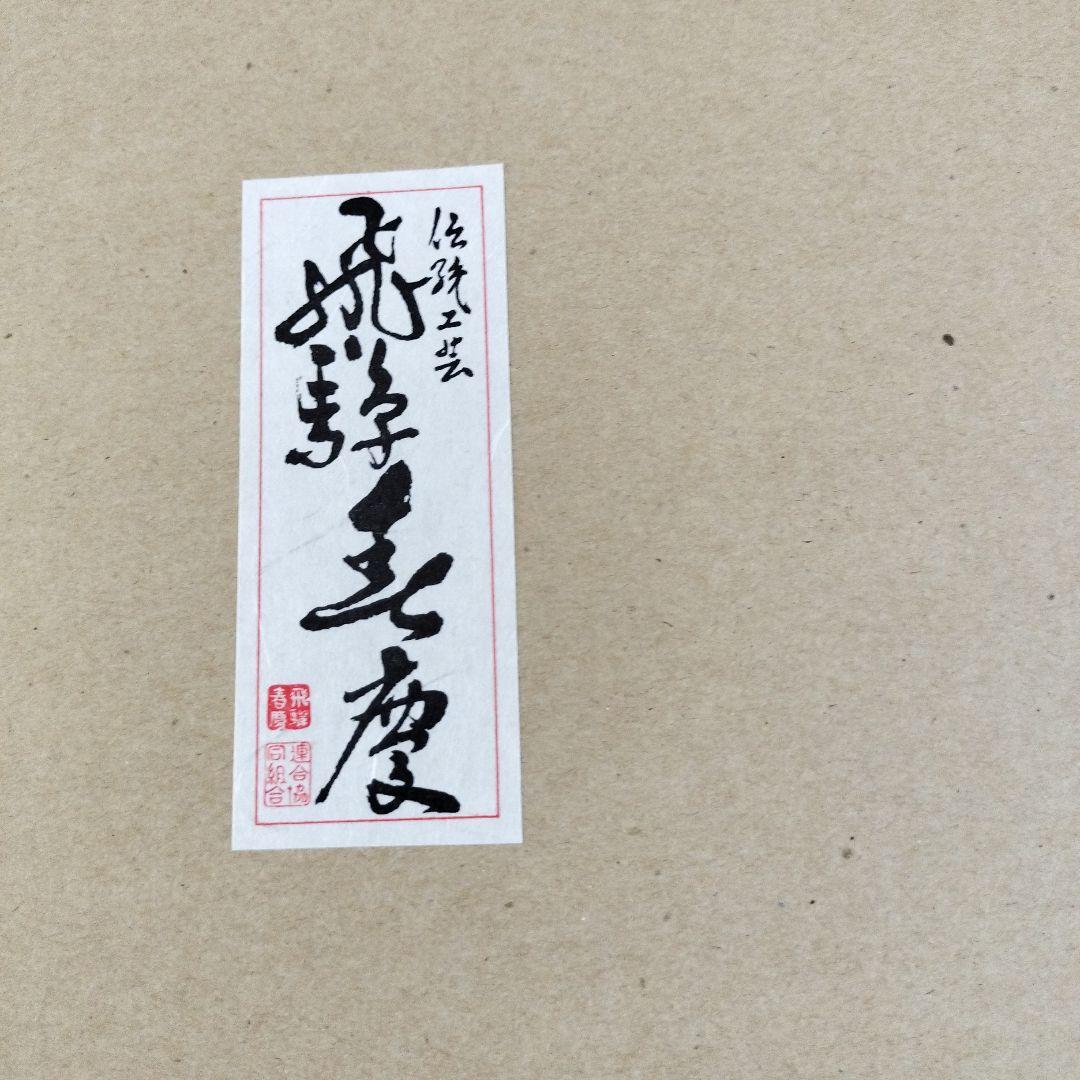 伝統工芸
飛騨春慶
飛騨
春慶
連合協
同組合